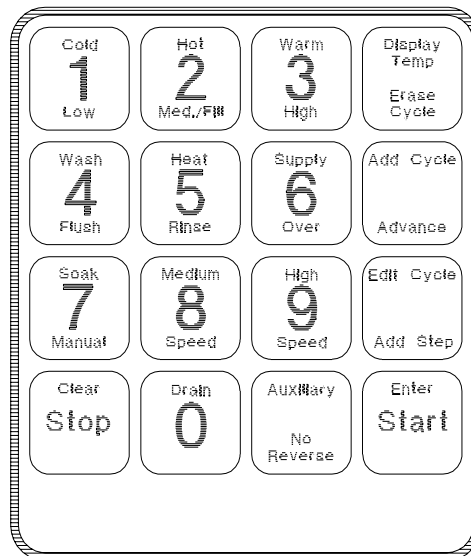 Cold
1
Low
Hot
2
Med./Fill
Warm
3
High
Display
Temp
Erase
Cycle
Wash
4
Flush
Heat
5
Rinse
Supply
6
Over
Add Cycle
Advance
Soak
7
Manual
Medium
8
Speed
High
9
Speed
Edit Cycle
Add Step
Clear
Stop
Drain
0
Auxiliary
No
Reverse
Enter
Start